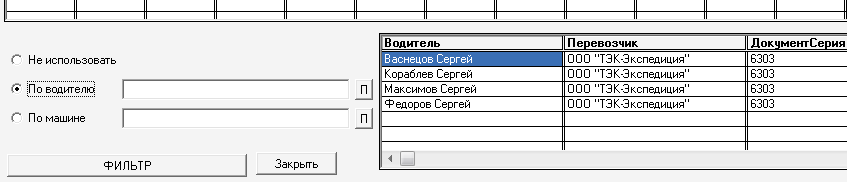 Не использовать
По водителю
П
По машине
П
ФИЛЬТР
Закрыть
Водитель Перевозчик ДокументСерия
Васнецов Сергей ООО "ТЭК-Экспедиция" 6303
Кораблев Сергей ООО "ТЭК-Экспедиция" 6303
Максимов Сергей ООО "ТЭК-Экспедиция" 6303
Федоров Сергей ООО "ТЭК-Экспедиция" 6303